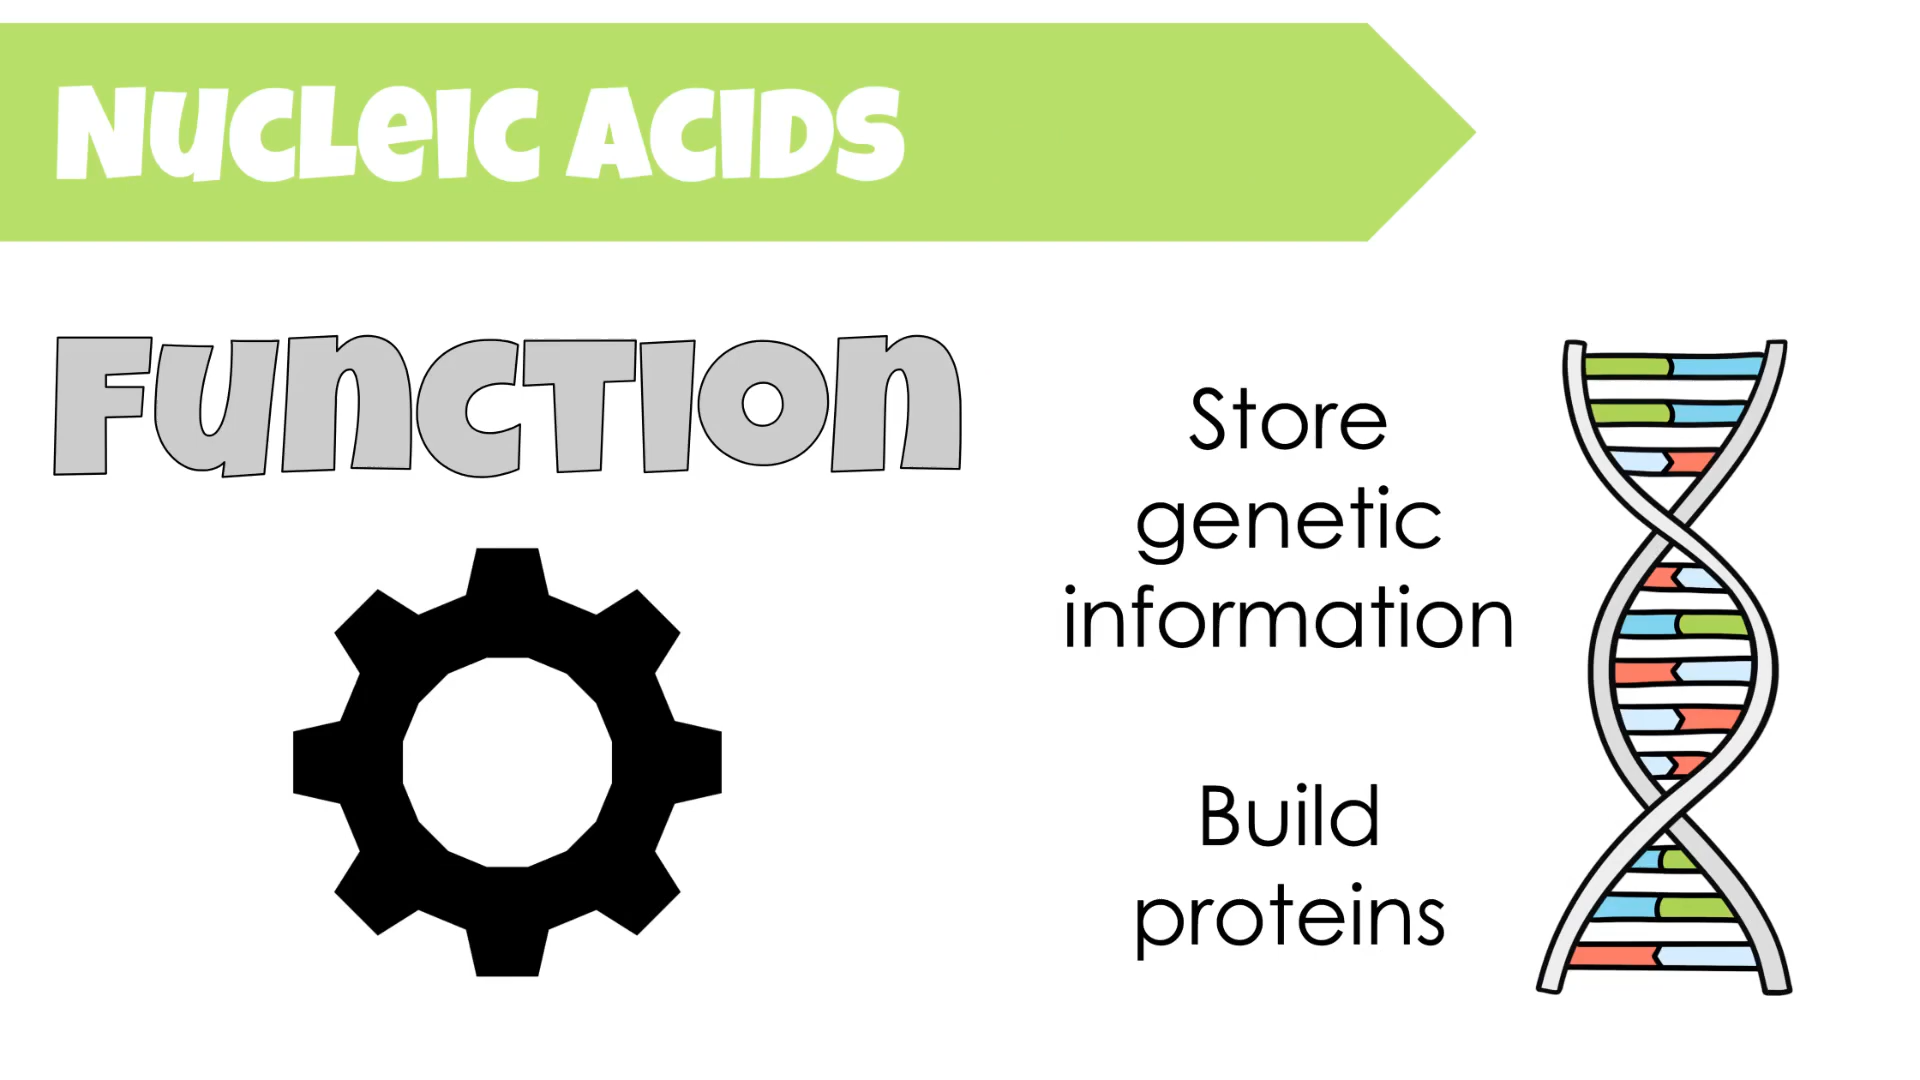 Nucleic Acids
Function
Store
genetic
information
Build
proteins